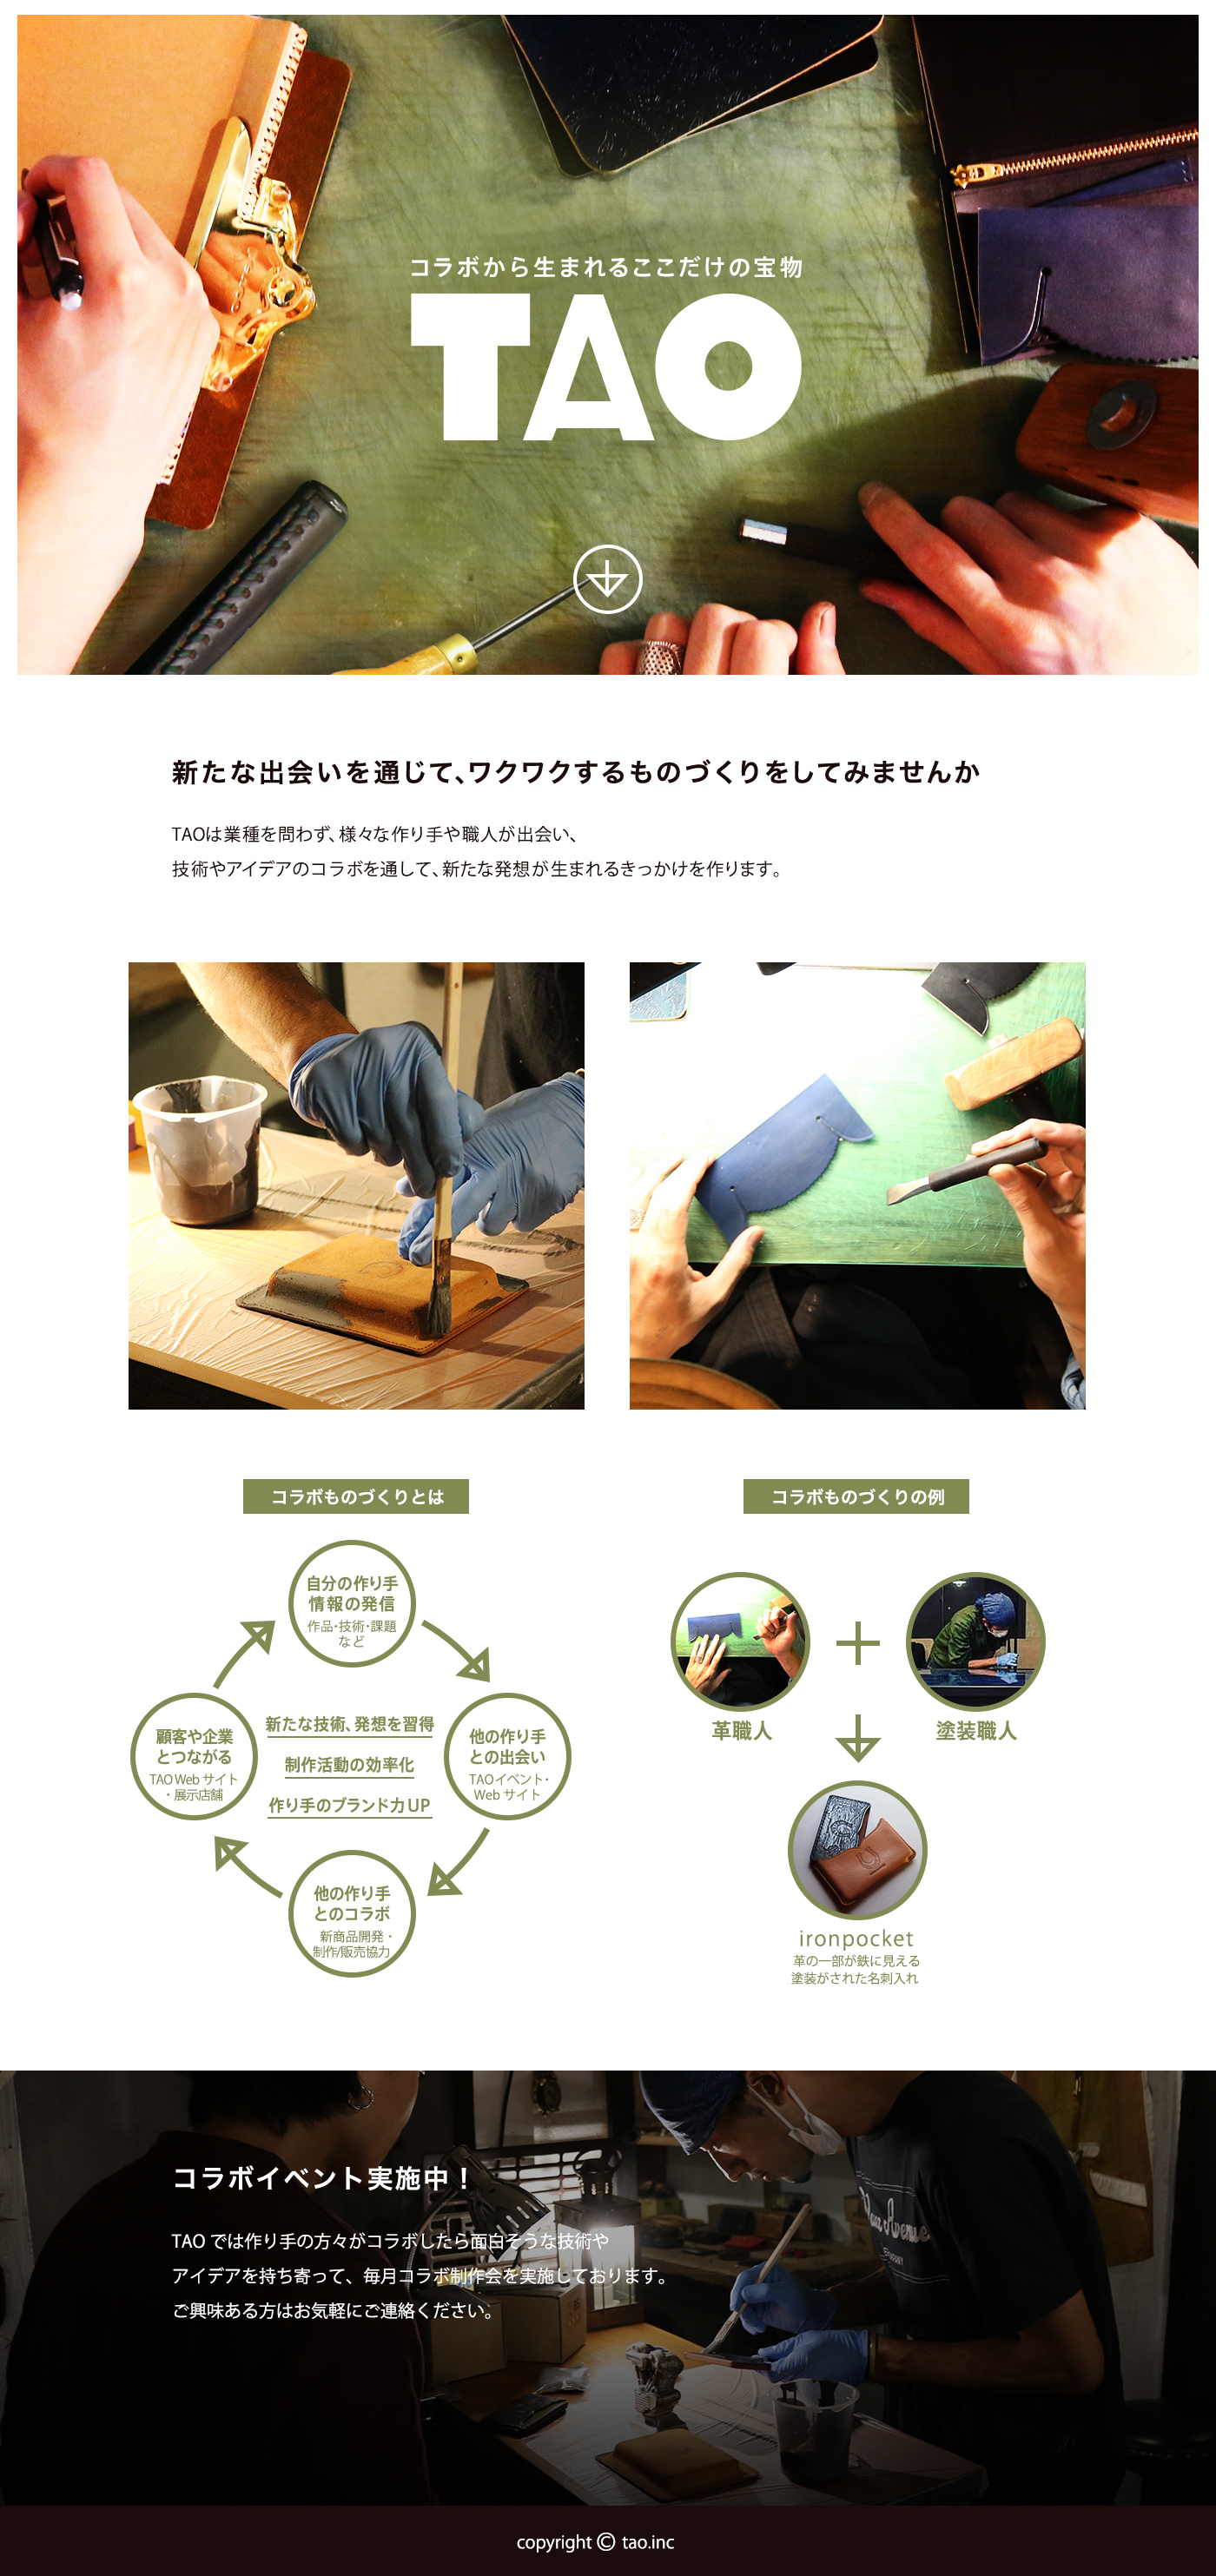 コラボから生まれるここだけの宝物
TAO
新たな出会いを通じて、ワクワクするものづくりをしてみませんか
TAOは業種を問わず、様々な作り手や職人が出会い、
技術やアイデアのコラボを通して、新たな発想が生まれるきっかけを作ります。
コラボものづくりとは
自分の作り手
情報の発信
作品・技術・課題
など
他の作り手
との出会い
TAOイベント・
Web サイト
他の作り手
とのコラボ
新商品開発・
制作/販売協力
顧客や企業
とつながる
TAO Web サイト
・展示店舗
新たな技術、発想を習得
制作活動の効率化
作り手のブランド力UP
コラボものづくりの例
革職人
塗装職人
ironpocket
革の一部が鉄に見える
塗装がされた名刺入れ
コラボイベント実施中！
TAO では作り手の方々がコラボしたら面白そうな技術や
アイデアを持ち寄って、毎月コラボ制作会を実施しております。
ご興味ある方はお気軽にご連絡ください。
copyright © tao.inc